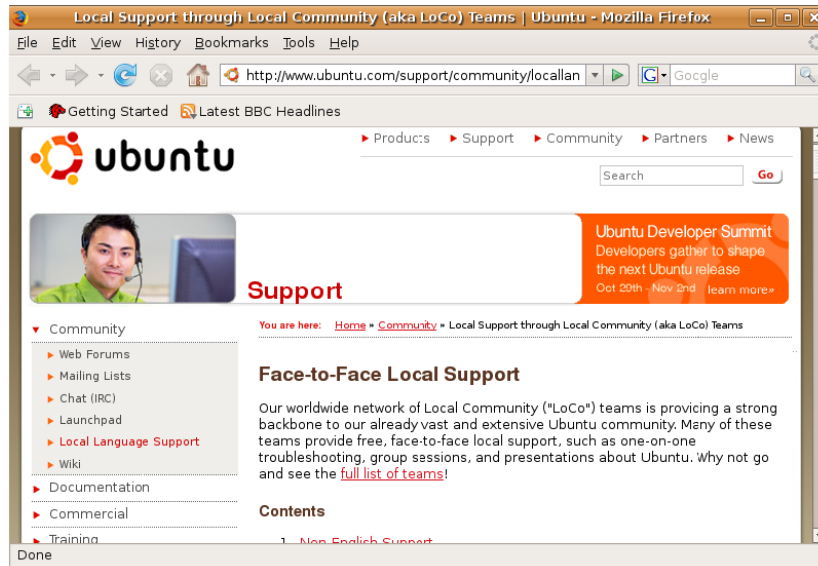 Local Support through Local Community (aka LoCo) Teams | Ubuntu - Mozilla Firefox
File Edit View History Bookmarks Tools Help
http://www.ubuntu.com/support/community/locallan
G Google
Getting Started Latest BBC Headlines
ubuntu
Products Support Community Partners News
Search Go
Ubuntu Developer Summit
Developers gather to shape
the next Ubuntu release
Oct 29th - Nov 2nd learn more»
Support
Community
Web Forums
Mailing Lists
Chat (IRC)
Launchpad
Local Language Support
Wiki
Documentation
Commercial
Training
You are here: Home » Community » Local Support through Local Community (aka LoCo) Teams
Face-to-Face Local Support
Our worldwide network of Local Community ("LoCo") teams is provicing a strong
backbone to our already vast and extensive Ubuntu community. Many of these
teams provide free, face-to-face local support, such as one-on-one
troubleshooting, group sessions, and presentations about Ubuntu. Why not go
and see the full list of teams!
Contents
1. Non-English Support
Done